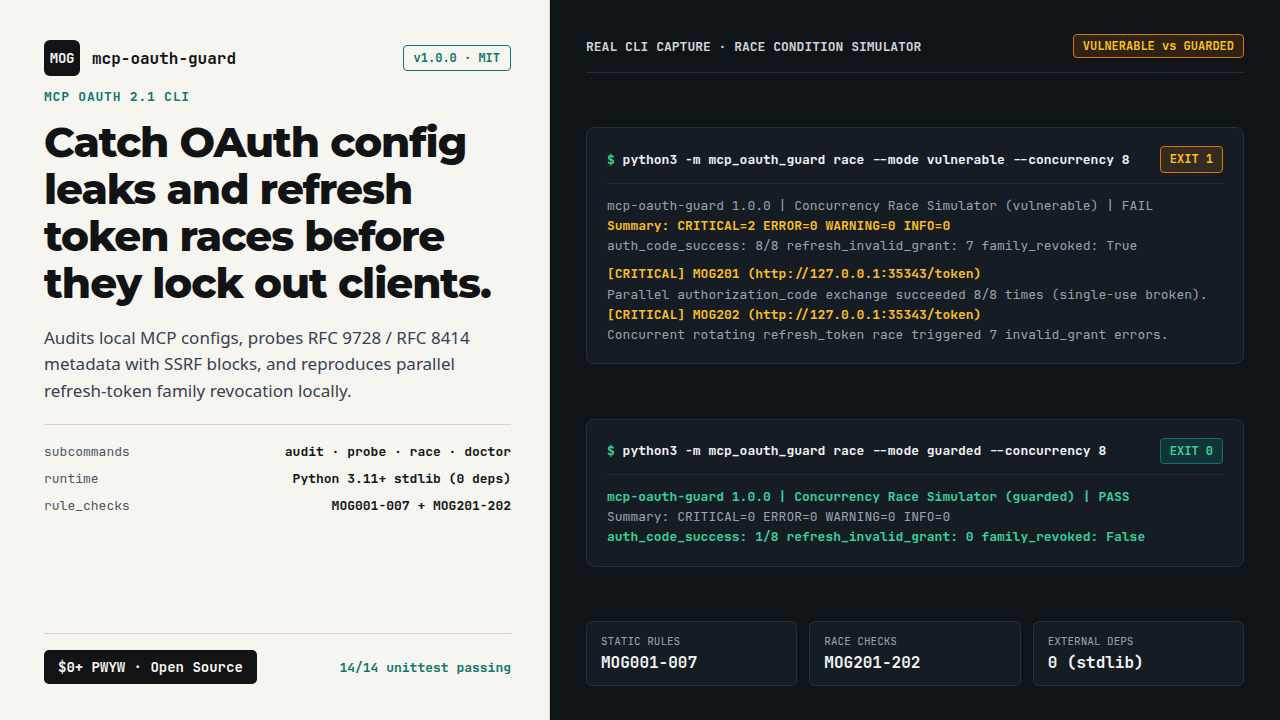 MOG mcp-oauth-guard
v1.0.0 · MIT
MCP OAUTH 2.1 CLI
Catch OAuth config
leaks and refresh
token races before
they lock out clients.
Audits local MCP configs, probes RFC 9728 / RFC 8414
metadata with SSRF blocks, and reproduces parallel
refresh-token family revocation locally.
subcommands audit · probe · race · doctor
runtime Python 3.11+ stdlib (0 deps)
rule_checks MOG001-007 + MOG201-202
$0+ PWYW · Open Source
14/14 unittest passing
REAL CLI CAPTURE · RACE CONDITION SIMULATOR
VULNERABLE vs GUARDED
$ python3 -m mcp_oauth_guard race --mode vulnerable --concurrency 8
EXIT 1
mcp-oauth-guard 1.0.0 | Concurrency Race Simulator (vulnerable) | FAIL
Summary: CRITICAL=2 ERROR=0 WARNING=0 INFO=0
auth_code_success: 8/8 refresh_invalid_grant: 7 family_revoked: True
[CRITICAL] MOG201 (http://127.0.0.1:35343/token)
Parallel authorization_code exchange succeeded 8/8 times (single-use broken).
[CRITICAL] MOG202 (http://127.0.0.1:35343/token)
Concurrent rotating refresh_token race triggered 7 invalid_grant errors.
$ python3 -m mcp_oauth_guard race --mode guarded --concurrency 8
EXIT 0
mcp-oauth-guard 1.0.0 | Concurrency Race Simulator (guarded) | PASS
Summary: CRITICAL=0 ERROR=0 WARNING=0 INFO=0
auth_code_success: 1/8 refresh_invalid_grant: 0 family_revoked: False
STATIC RULES
MOG001-007
RACE CHECKS
MOG201-202
EXTERNAL DEPS
0 (stdlib)